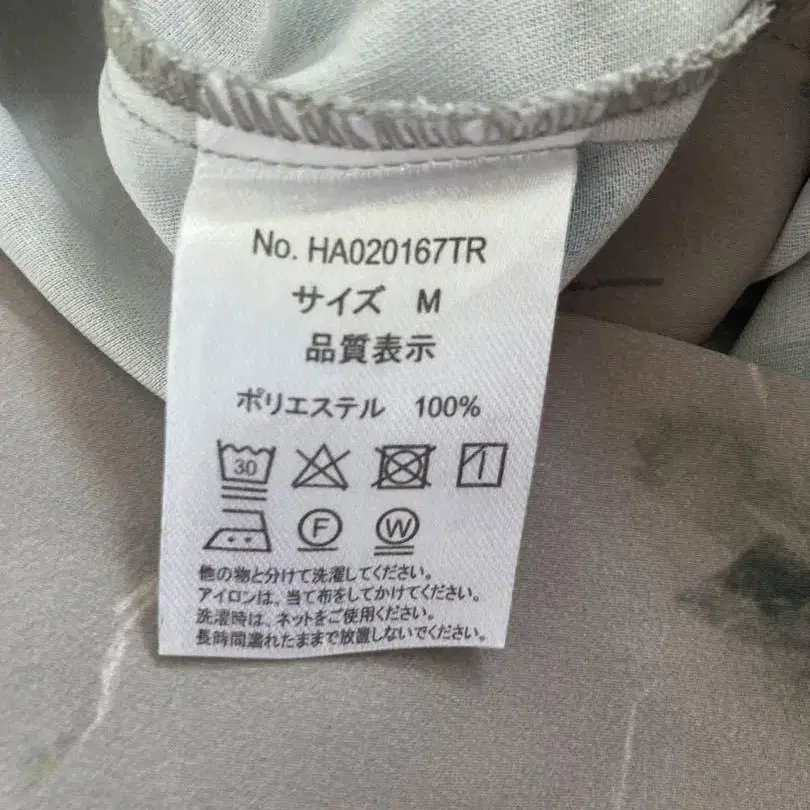 No. HA020167TR
サイズ M
品質表示
ポリエステル 100%
30
F W
他の物と分けて洗濯してください。
アイロンは、当て布をしてかけてください。
洗濯時は、ネットをご使用ください。
長時間濡れたままで放置しないでください。